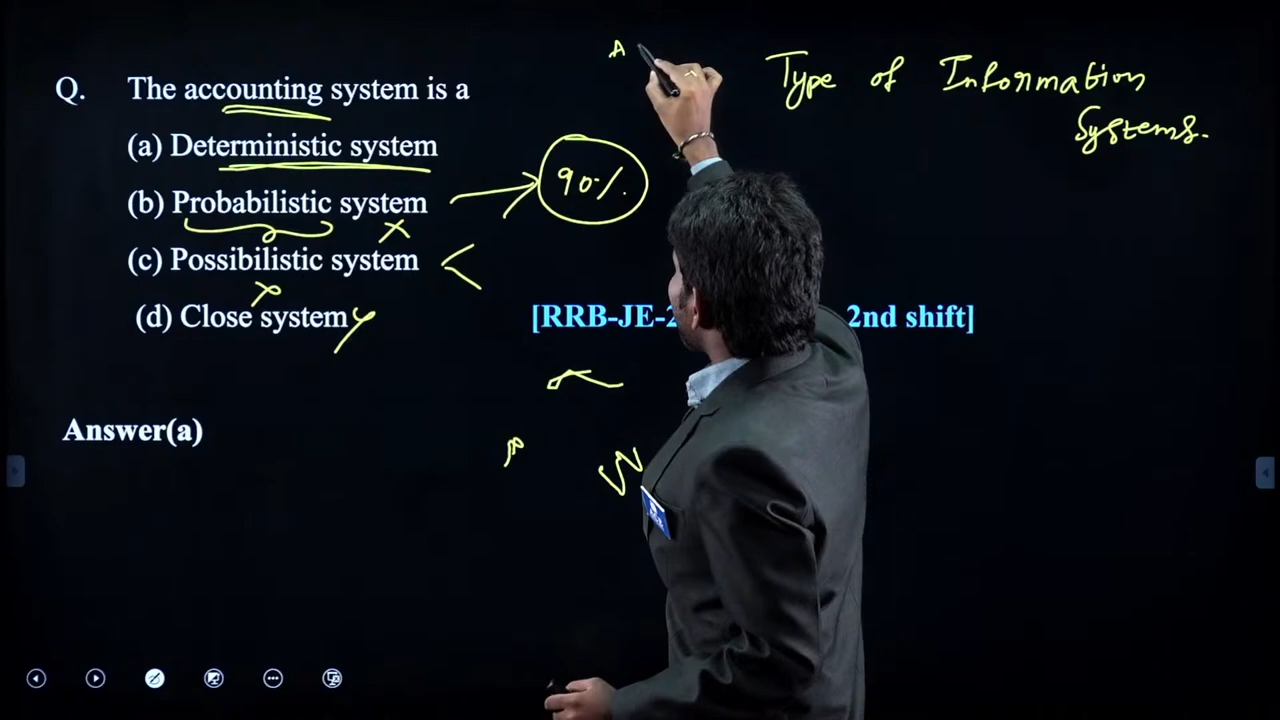 Q. The accounting system is a
(a) Deterministic system
(b) Probabilistic system
(c) Possibilistic system
(d) Close system
[RRB-JE-2
2nd shift]
Answer(a)
A
Type of Information
Systems.
90%.